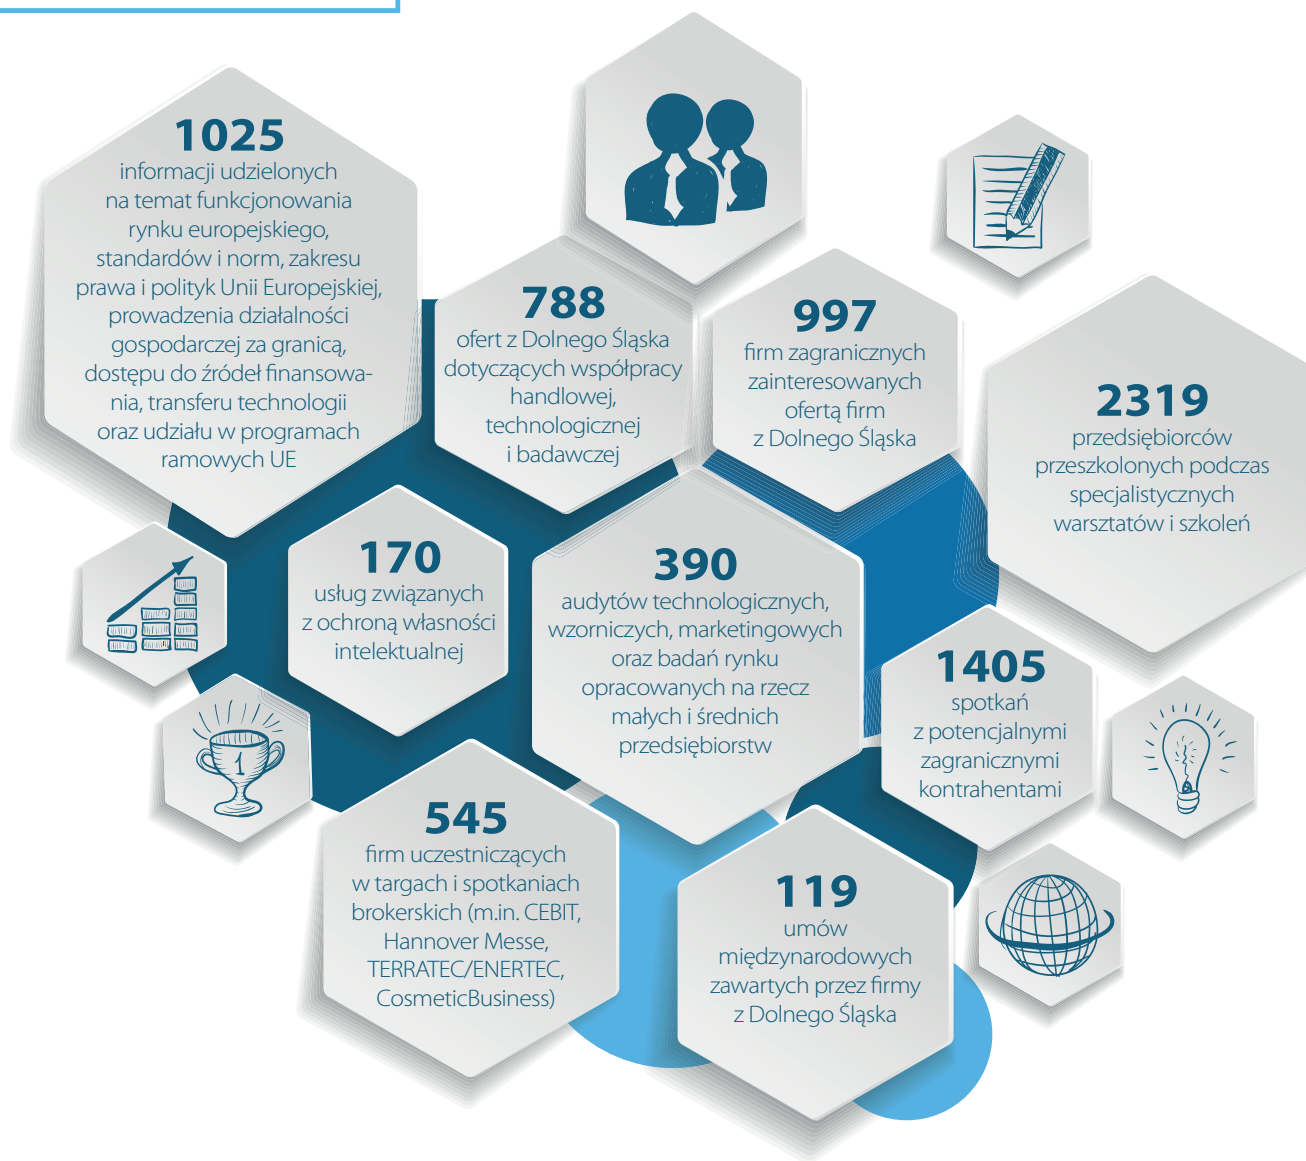 1025
informacji udzielonych
na temat funkcjonowania
rynku europejskiego,
standardów i norm, zakresu
prawa i polityk Unii Europejskiej,
prowadzenia działalności
gospodarczej za granicą,
dostępu do źródeł finansowa-
nia, transferu technologii
oraz udziału w programach
ramowych UE
788
ofert z Dolnego Śląska
dotyczących współpracy
handlowej,
technologicznej
i badawczej
997
firm zagranicznych
zainteresowanych
ofertą firm
z Dolnego Śląska
2319
przedsiębiorców
przeszkolonych podczas
specjalistycznych
warsztatów i szkoleń
170
usług związanych
z ochroną własności
intelektualnej
390
audytów technologicznych,
wzorniczych, marketingowych
oraz badań rynku
opracowanych na rzecz
małych i średnich
przedsiębiorstw
1405
spotkań
z potencjalnymi
zagranicznymi
kontrahentami
1
545
firm uczestniczących
w targach i spotkaniach
brokerskich (m.in. CEBIT,
Hannover Messe,
TERRATEC/ENERTEC,
CosmeticBusiness)
119
umów
międzynarodowych
zawartych przez firmy
z Dolnego Śląska